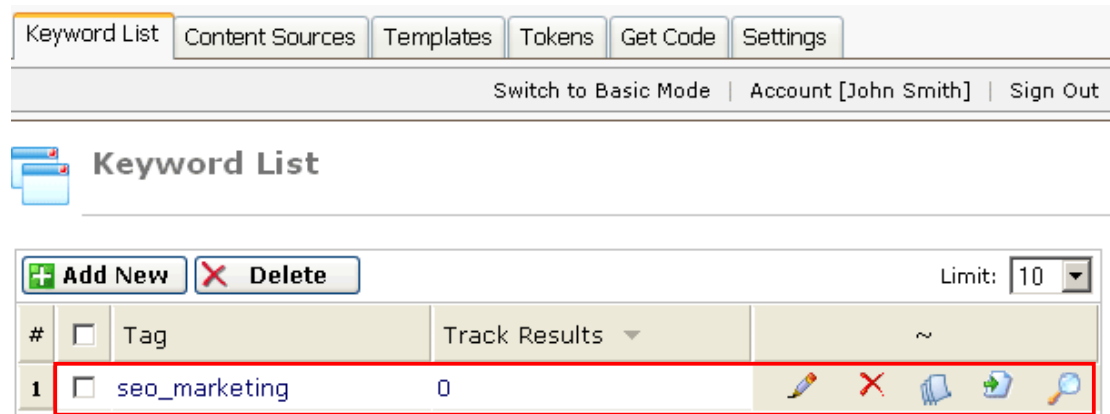 Keyword List Content Sources Templates Tokens Get Code Settings
Switch to Basic Mode | Account [John Smith] | Sign Out
Keyword List
Add New Delete Limit: 10
# Tag Track Results ~
1 seo_marketing 0